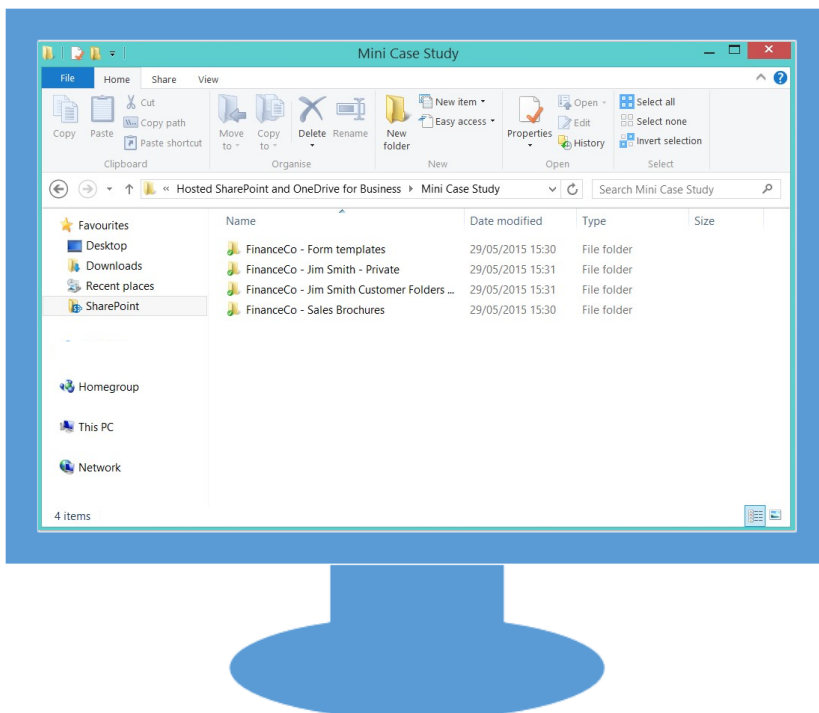 Mini Case Study
File Home Share View
Copy
Paste
Cut
Copy path
Paste shortcut
Clipboard
Move to
Copy to
Delete
Rename
Organise
New folder
New item
Easy access
New
Properties
Open
Edit
History
Open
Select all
Select none
Invert selection
Select
« Hosted SharePoint and OneDrive for Business Mini Case Study
Search Mini Case Study
Favourites
Desktop
Downloads
Recent places
SharePoint
Homegroup
This PC
Network
Name Date modified Type Size
FinanceCo - Form templates 29/05/2015 15:30 File folder
FinanceCo - Jim Smith - Private 29/05/2015 15:31 File folder
FinanceCo - Jim Smith Customer Folders ... 29/05/2015 15:31 File folder
FinanceCo - Sales Brochures 29/05/2015 15:30 File folder
4 items